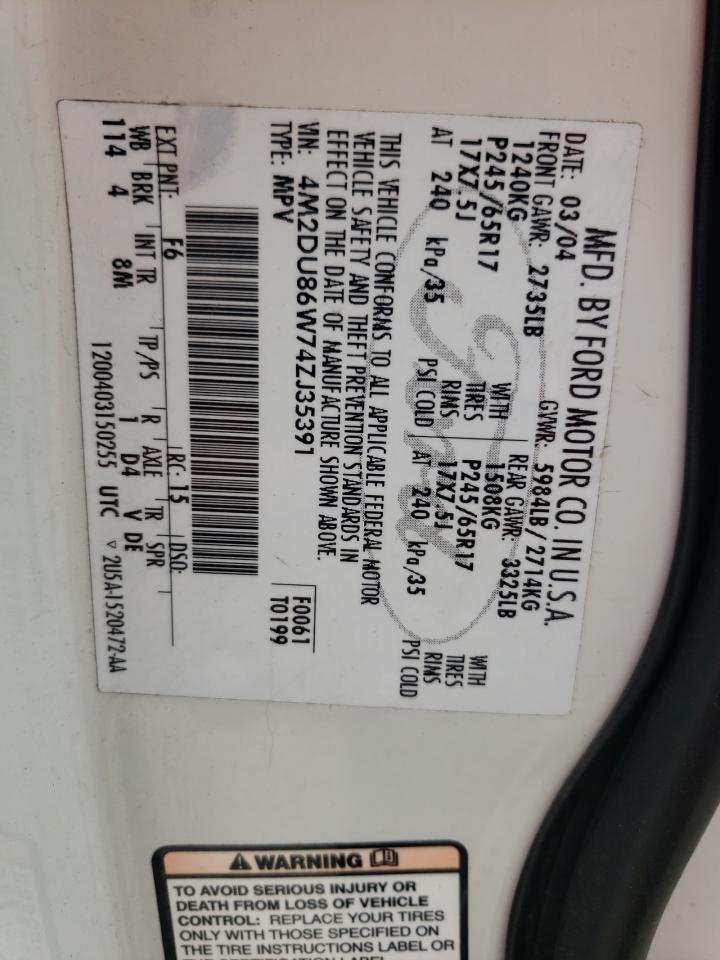 MFD. BY FORD MOTOR CO. IN U.S.A.
DATE: 03/04 GVWR: 5984LB / 2714KG
FRONT GAWR: 2735LB REAR GAWR: 3325LB
1240KG WITH 1508KG WITH
P245/65R17 TIRES P245/65R17 TIRES
17X7.5J RIMS 17X7.5J RIMS
AT 240 kPa/35 PSI COLD AT 240 kPa/35 PSI COLD
THIS VEHICLE CONFORMS TO ALL APPLICABLE FEDERAL MOTOR
VEHICLE SAFETY AND THEFT PREVENTION STANDARDS IN
EFFECT ON THE DATE OF MANUFACTURE SHOWN ABOVE.
VIN: 4M2DU86W74ZJ35391 F0061
TYPE: MPV T0199
EXT PNT: F6 RC: 15 DSO:
WB BRK INT TR TP/PS R AXLE TR SPR
114 4 8M 1 D4 V DE
1200403150255 UTC ▽ 2U5A-1520472-AA
Ford
⚠ WARNING
TO AVOID SERIOUS INJURY OR
DEATH FROM LOSS OF VEHICLE
CONTROL: REPLACE YOUR TIRES
ONLY WITH THOSE SPECIFIED ON
THE TIRE INSTRUCTIONS LABEL OR
THE CERTIFICATION LABEL